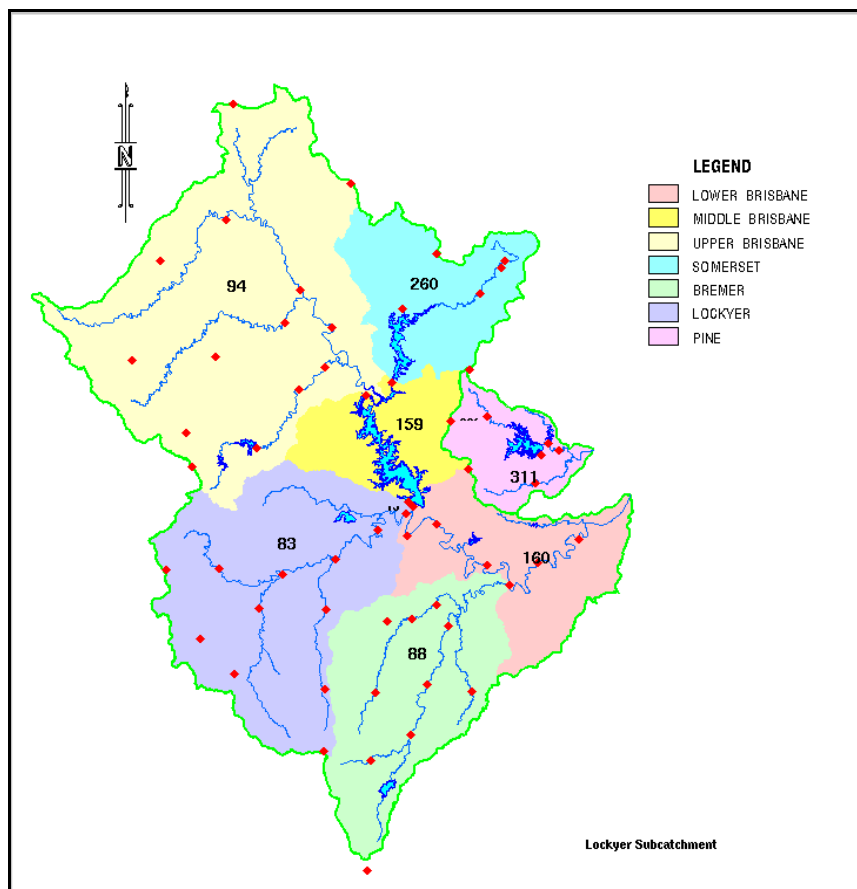 N
LEGEND
LOWER BRISBANE
MIDDLE BRISBANE
UPPER BRISBANE
SOMERSET
BREMER
LOCKYER
PINE
94
260
159
311
83
160
88
Lockyer Subcatchment